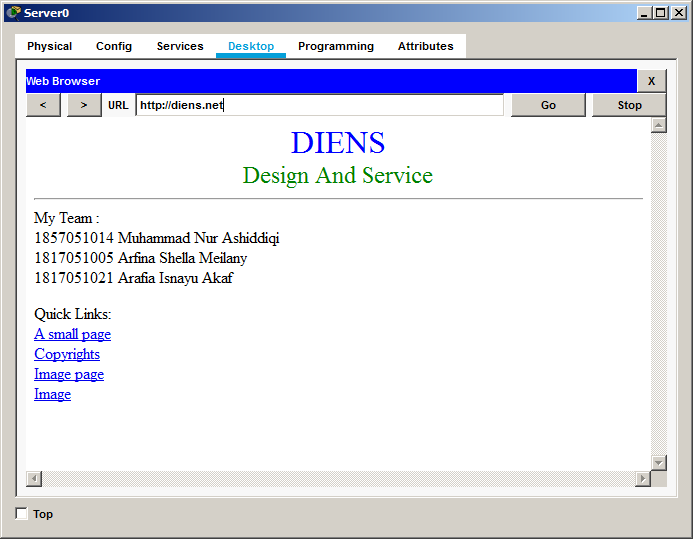 Server0
Physical Config Services Desktop Programming Attributes
Web Browser X
< > URL http://diens.net Go Stop
DIENS
Design And Service
My Team :
1857051014 Muhammad Nur Ashiddiqi
1817051005 Arfina Shella Meilany
1817051021 Arafia Isnayu Akaf
Quick Links:
A small page
Copyrights
Image page
Image
Top